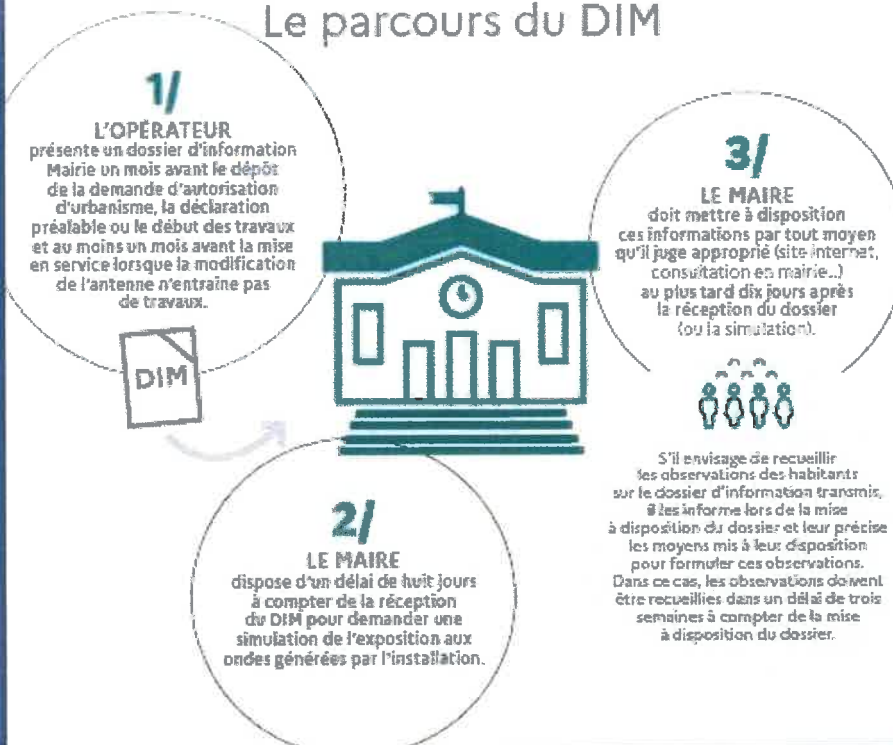 Le parcours du DIM
1/
L'OPÉRATEUR
présente un dossier d'information
Mairie un mois avant le dépôt
de la demande d'autorisation
d'urbanisme, la déclaration
préalable ou le début des travaux
et au moins un mois avant la mise
en service lorsque la modification
de l'antenne n'entraîne pas
de travaux.
DIM
2/
LE MAIRE
dispose d'un délai de huit jours
à compter de la réception
du DIM pour demander une
simulation de l'exposition aux
ondes générées par l'installation.
3/
LE MAIRE
doit mettre à disposition
ces informations par tout moyen
qu'il juge approprié (site internet,
consultation en mairie...)
au plus tard dix jours après
la réception du dossier
(ou la simulation).
S'il envisage de recueillir
les observations des habitants
sur le dossier d'information transmis,
il les informe lors de la mise
à disposition du dossier et leur précise
les moyens mis à leur disposition
pour formuler ces observations.
Dans ce cas, les observations doivent
être recueillies dans un délai de trois
semaines à compter de la mise
à disposition du dossier.